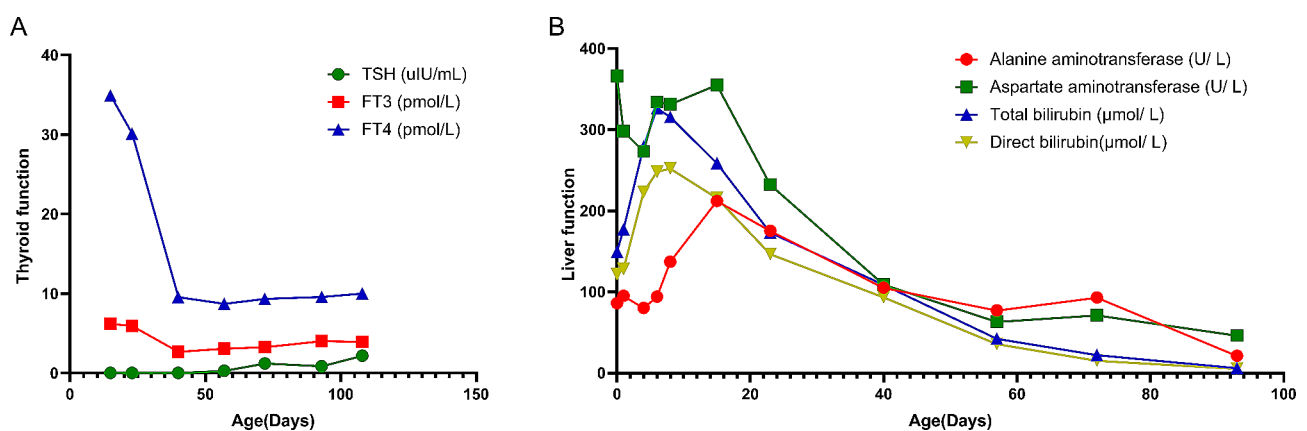 A
Thyroid function
40
30
20
10
0
0
50
100
150
Age(Days)
TSH (uIU/mL)
FT3 (pmol/L)
FT4 (pmol/L)
B
Liver function
400
300
200
100
0
0
20
40
60
80
100
Age(Days)
Alanine aminotransferase (U/ L)
Aspartate aminotransferase (U/ L)
Total bilirubin (μmol/ L)
Direct bilirubin(μmol/ L)